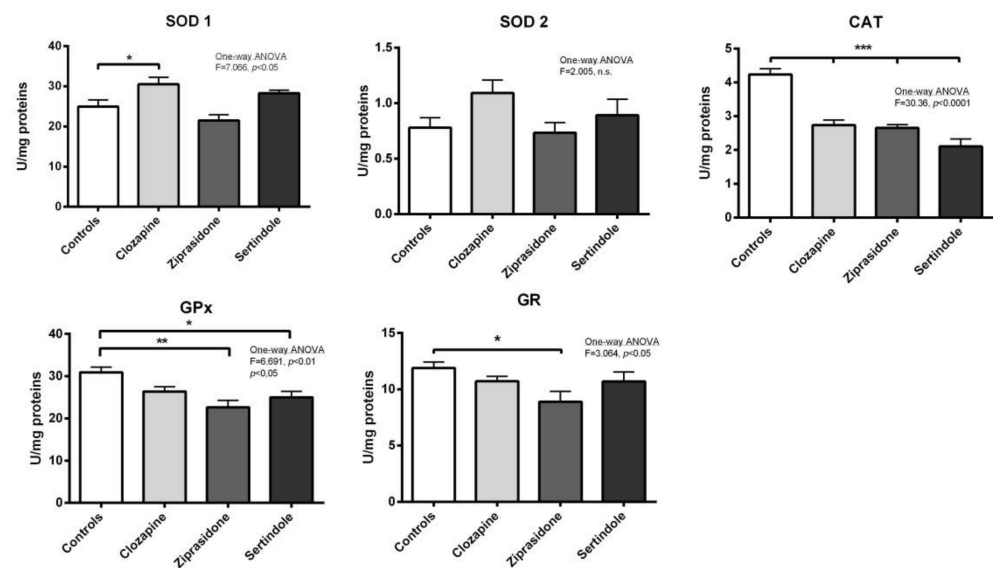 SOD 1
U/mg proteins
40
30
20
10
0
*
One-way ANOVA
F=7.066, p<0.05
Controls
Clozapine
Ziprasidone
Sertindole
SOD 2
U/mg proteins
1.5
1.0
0.5
0.0
One-way ANOVA
F=2.005, n.s.
Controls
Clozapine
Ziprasidone
Sertindole
CAT
U/mg proteins
5
4
3
2
1
0
***
One-way ANOVA
F=30.36, p<0.0001
Controls
Clozapine
Ziprasidone
Sertindole
GPx
U/mg proteins
40
30
20
10
0
*
**
One-way ANOVA
F=6.691, p<0.01
p<0,05
Controls
Clozapine
Ziprasidone
Sertindole
GR
U/mg proteins
15
10
5
0
*
One-way ANOVA
F=3.064, p<0.05
Controls
Clozapine
Ziprasidone
Sertindole